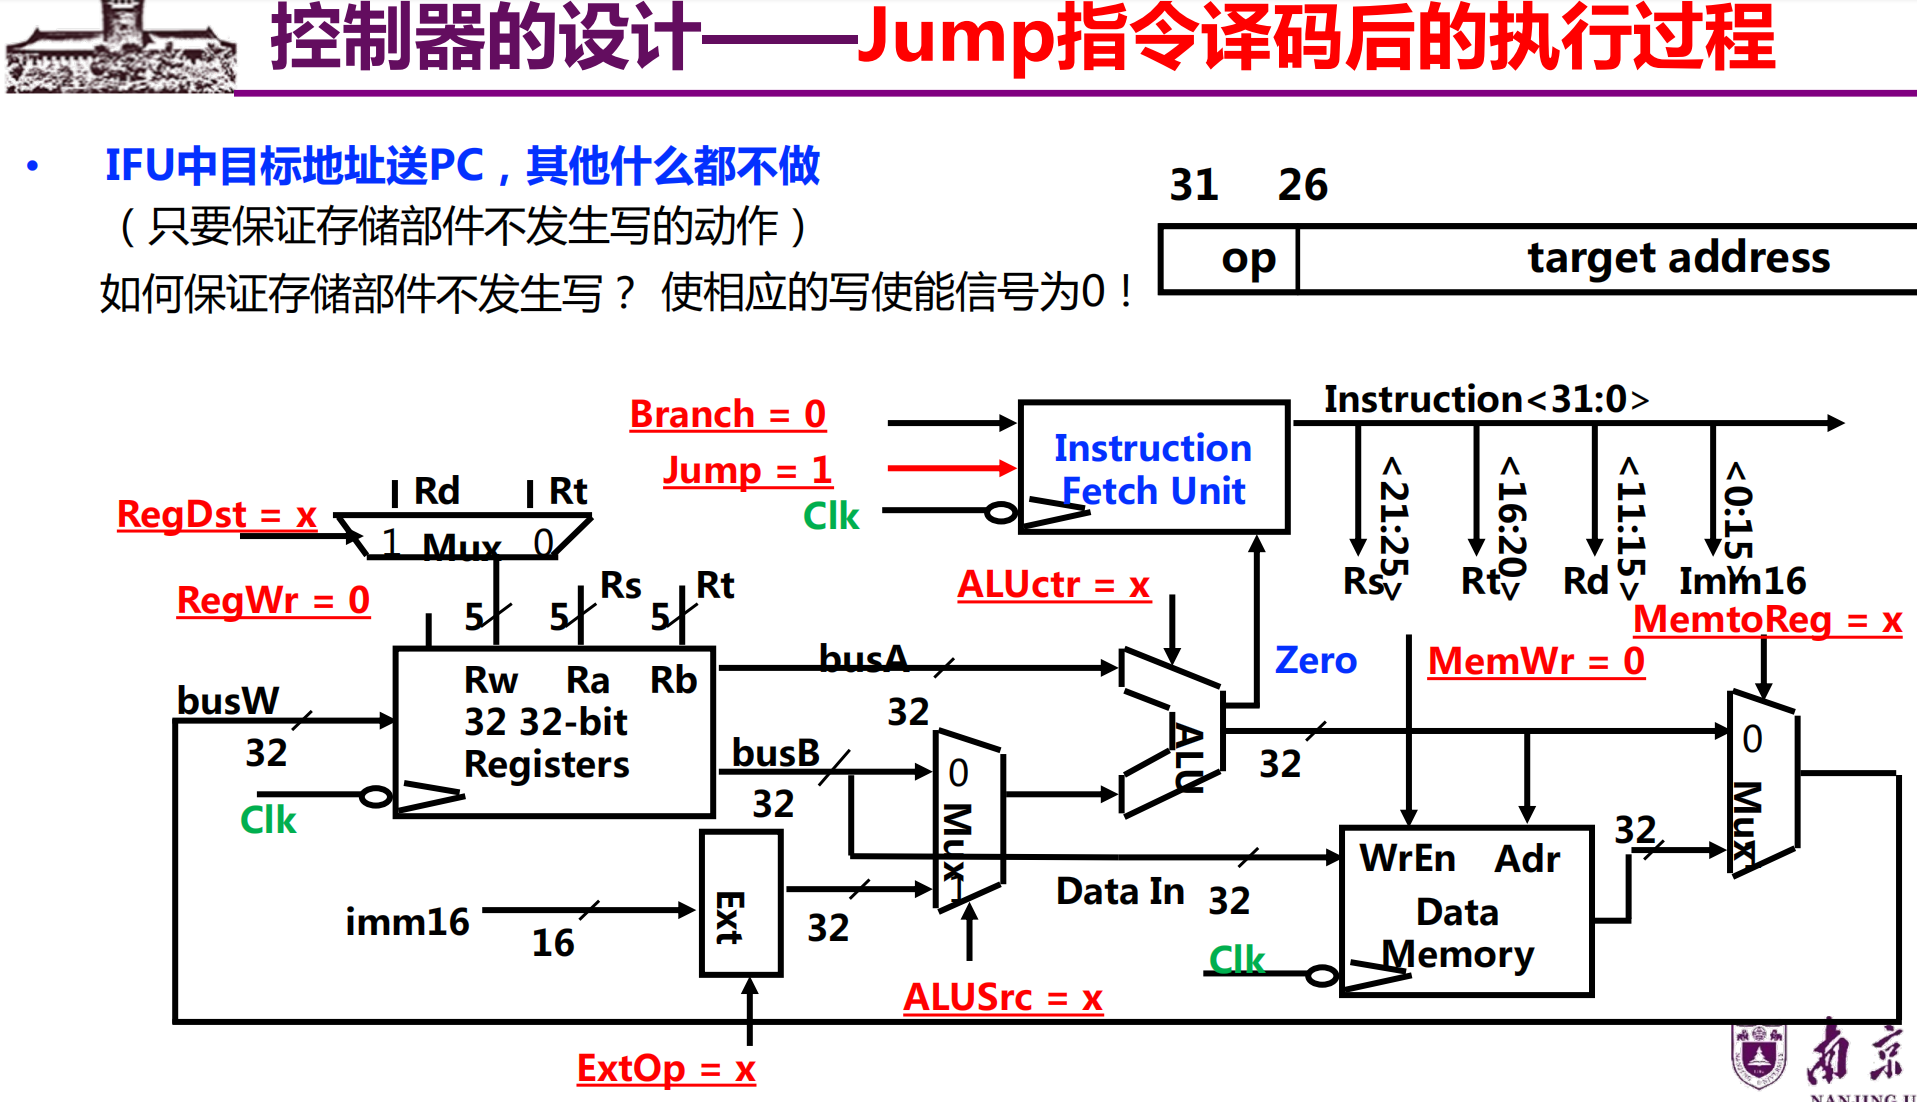 控制器的设计——Jump指令译码后的执行过程
• IFU中目标地址送PC，其他什么都不做
（只要保证存储部件不发生写的动作）
如何保证存储部件不发生写？ 使相应的写使能信号为0！
31 26
op target address
Branch = 0
Jump = 1
Clk
Instruction
Fetch Unit
Instruction<31:0>
<21:25>
<16:20>
<11:15>
<0:15>
Rs
Rt
Rd
Imm16
RegDst = x
Rd Rt
1 Mux 0
RegWr = 0
5 5 Rs 5 Rt
ALUctr = x
Zero
MemWr = 0
MemtoReg = x
busW
32
Clk
Rw Ra Rb
32 32-bit
Registers
busA
32
busB
32
0
Mux
1
ALU
32
imm16
16
Ext
32
ExtOp = x
ALUSrc = x
Data In 32
Clk
WrEn Adr
Data
Memory
32
0
Mux
1
南京
NANJING U